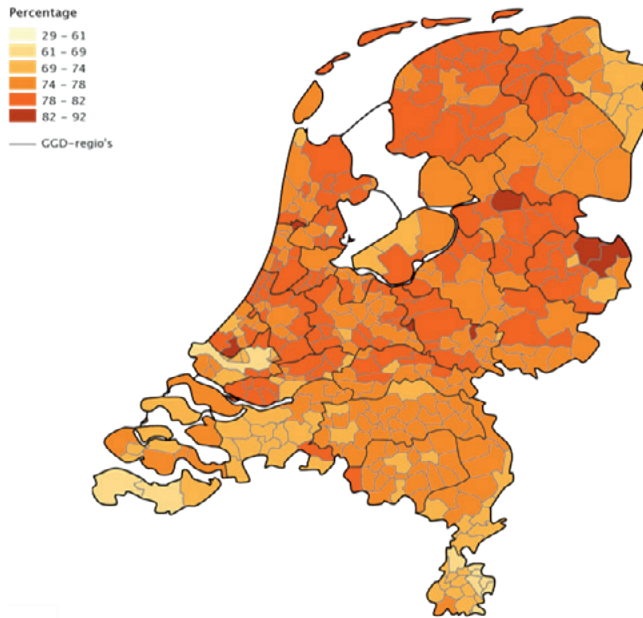 Percentage
29 - 61
61 - 69
69 - 74
74 - 78
78 - 82
82 - 92
GGD-regio's